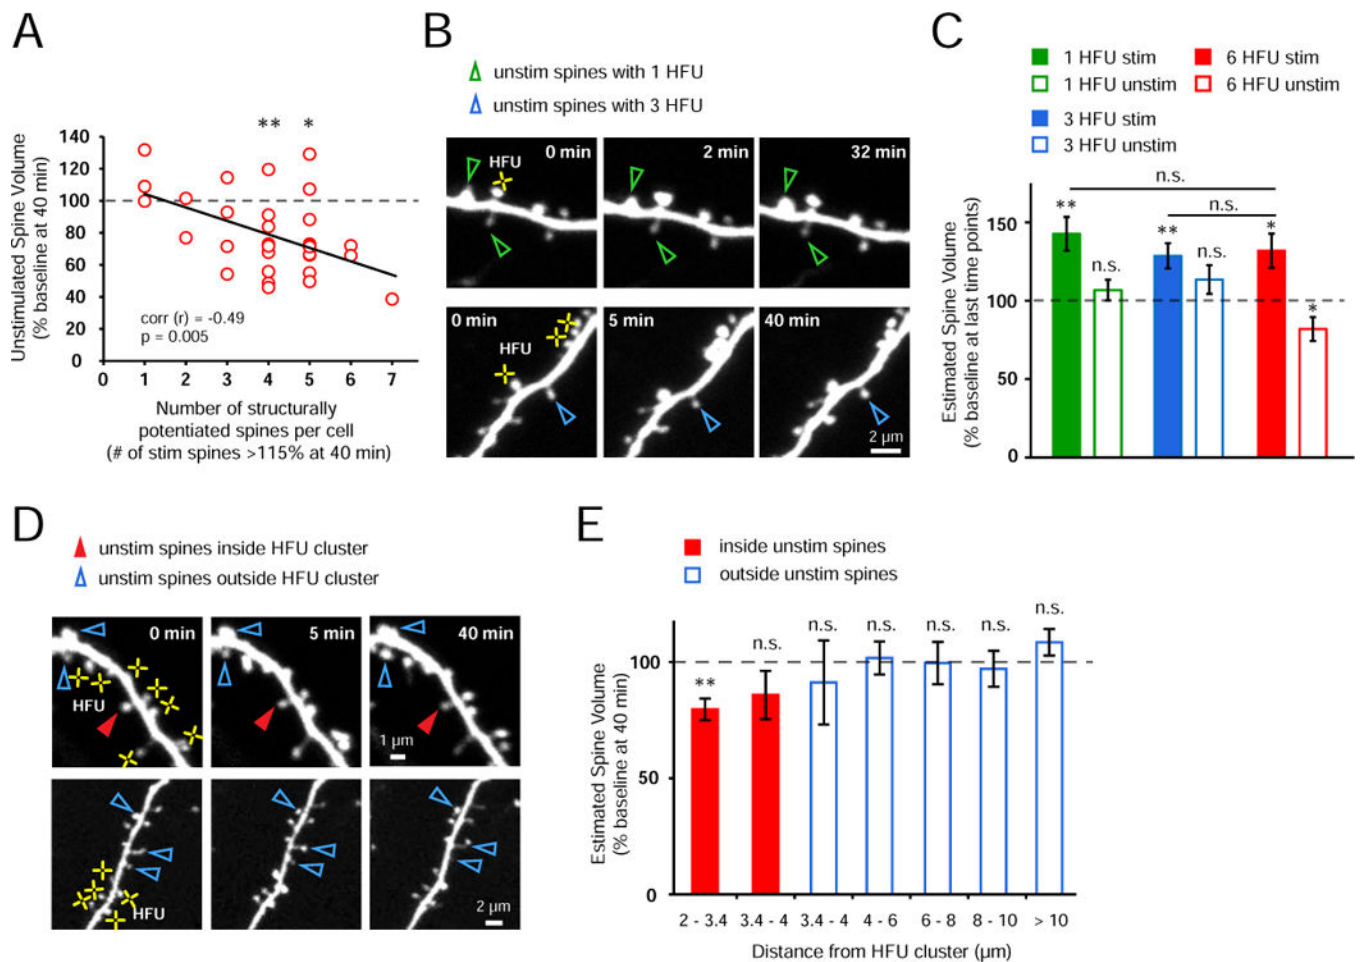 A
Unstimulated Spine Volume
(% baseline at 40 min)
140
120
100
80
60
40
20
0
** *
corr (r) = -0.49
p = 0.005
0 1 2 3 4 5 6 7
Number of structurally
potentiated spines per cell
(# of stim spines >115% at 40 min)
B
unstim spines with 1 HFU
unstim spines with 3 HFU
0 min
HFU
2 min
32 min
0 min
HFU
5 min
40 min
2 µm
C
1 HFU stim
1 HFU unstim
3 HFU stim
3 HFU unstim
6 HFU stim
6 HFU unstim
Estimated Spine Volume
(% baseline at last time points)
150
100
50
0
n.s.
n.s.
** n.s. ** n.s. * *
D
unstim spines inside HFU cluster
unstim spines outside HFU cluster
0 min
HFU
5 min
40 min
1 µm
HFU
2 µm
E
inside unstim spines
outside unstim spines
Estimated Spine Volume
(% baseline at 40 min)
100
50
0
** n.s. n.s. n.s. n.s. n.s. n.s.
2 - 3.4 3.4 - 4 3.4 - 4 4 - 6 6 - 8 8 - 10 > 10
Distance from HFU cluster (µm)